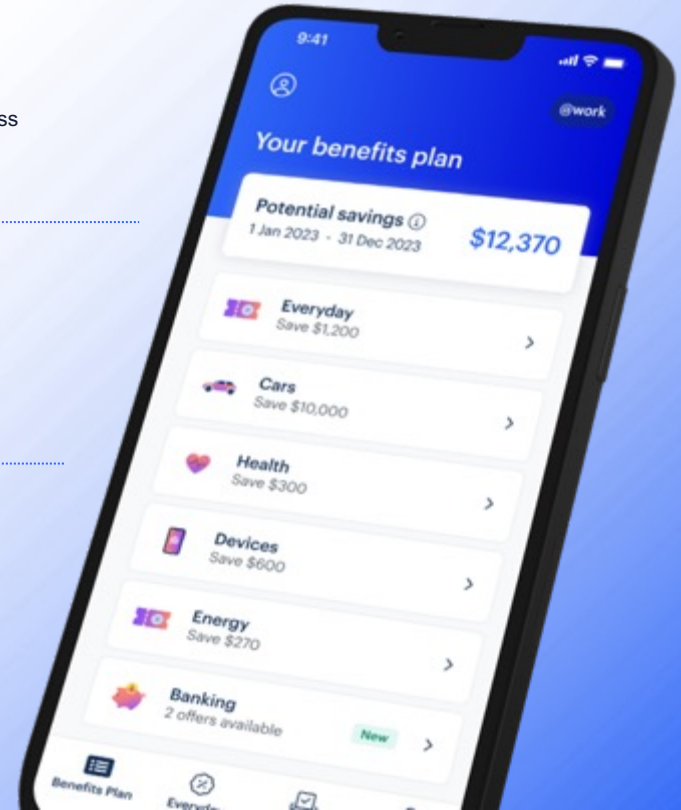 ss
9:41
@work
Your benefits plan
Potential savings
1 Jan 2023 - 31 Dec 2023
$12,370
Everyday
Save $1,200
Cars
Save $10,000
Health
Save $300
Devices
Save $600
Energy
Save $270
Banking
2 offers available
New
Benefits Plan
Everyday